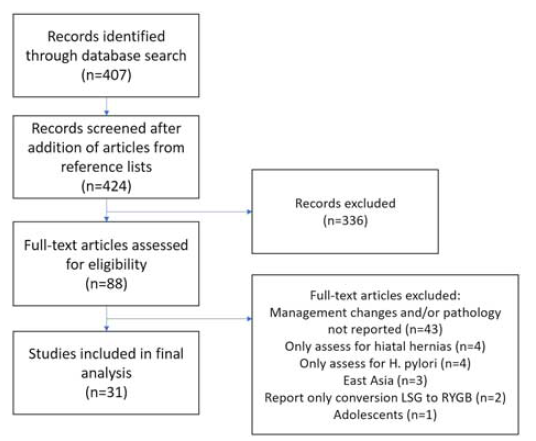 Records identified
through database search
(n=407)
Records screened after
addition of articles from
reference lists
(n=424)
Records excluded
(n=336)
Full-text articles assessed
for eligibility
(n=88)
Full-text articles excluded:
Management changes and/or pathology
not reported (n=43)
Only assess for hiatal hernias (n=4)
Only assess for H. pylori (n=4)
East Asia (n=3)
Report only conversion LSG to RYGB (n=2)
Adolescents (n=1)
Studies included in final
analysis
(n=31)